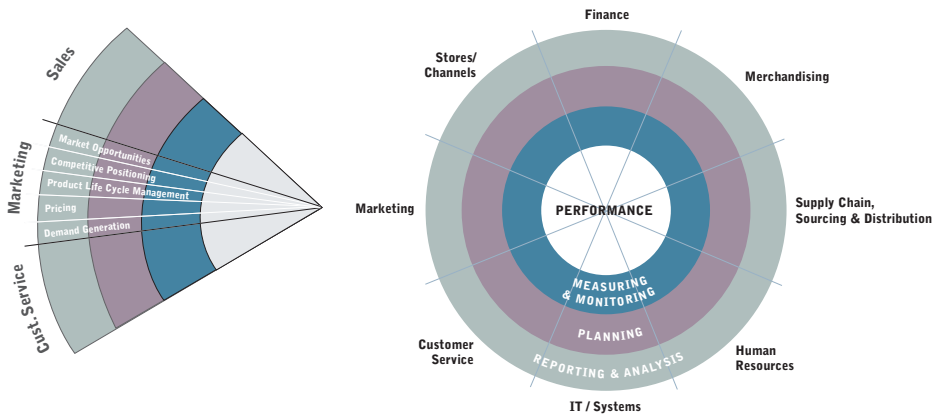 Sales
Marketing
Cust. Service
Market Opportunities
Competitive Positioning
Product Life Cycle Management
Pricing
Demand Generation
Finance
Stores/
Channels
Merchandising
Marketing
PERFORMANCE
Supply Chain,
Sourcing & Distribution
MEASURING
& MONITORING
PLANNING
REPORTING & ANALYSIS
Customer
Service
Human
Resources
IT / Systems